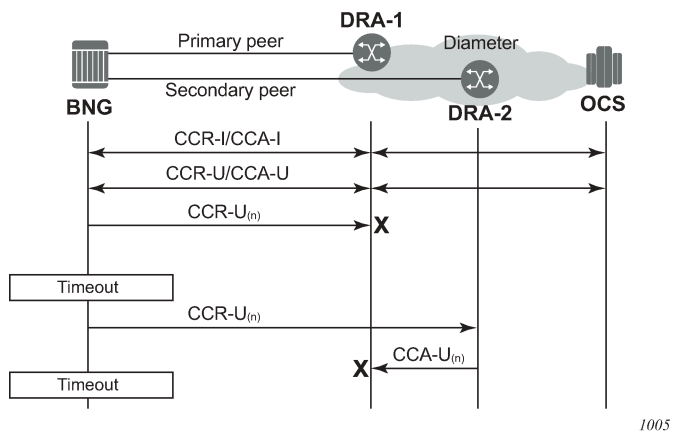 DRA-1
Primary peer
Diameter
Secondary peer
BNG
DRA-2
OCS
CCR-I/CCA-I
CCR-U/CCA-U
CCR-U(n)
X
Timeout
CCR-U(n)
CCA-U(n)
X
Timeout
1005